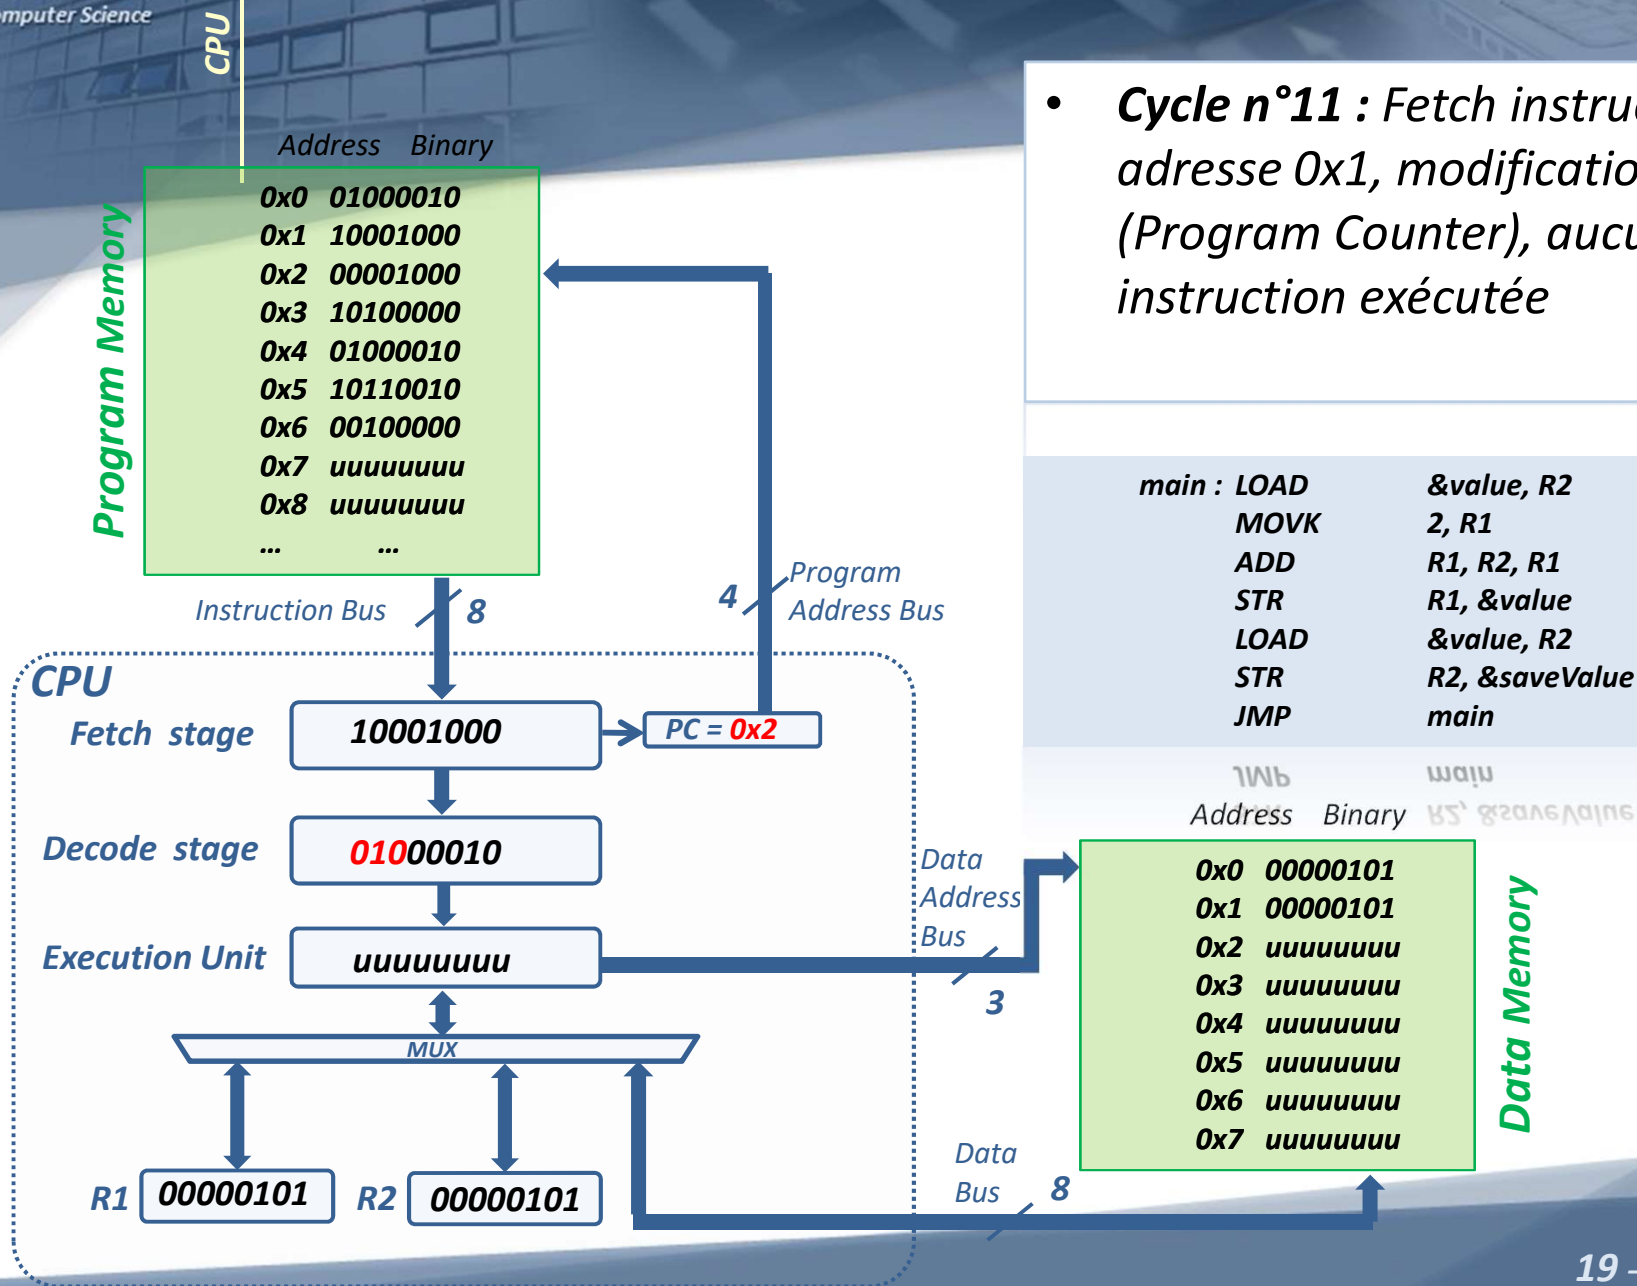 Computer Science
CPU
Address Binary
0x0 01000010
0x1 10001000
0x2 00001000
0x3 10100000
0x4 01000010
0x5 10110010
0x6 00100000
0x7 uuuuuuuu
0x8 uuuuuuuu
... ...
Program Memory
Instruction Bus 8
4 Program
Address Bus
CPU
Fetch stage 10001000 PC = 0x2
Decode stage 01000010
Execution Unit uuuuuuuu
MUX
R1 00000101 R2 00000101
• Cycle n°11 : Fetch
adresse 0x1,
(Program Counter),
instruction exécutée
main : LOAD &value, R2
MOVK 2, R1
ADD R1, R2, R1
STR R1, &value
LOAD &value, R2
STR R2, &saveValue
JMP main
Address Binary
0x0 00000101
0x1 00000101
0x2 uuuuuuuu
0x3 uuuuuuuu
0x4 uuuuuuuu
0x5 uuuuuuuu
0x6 uuuuuuuu
0x7 uuuuuuuu
Data Memory
Data
Address
Bus
3
Data
Bus 8
19 -